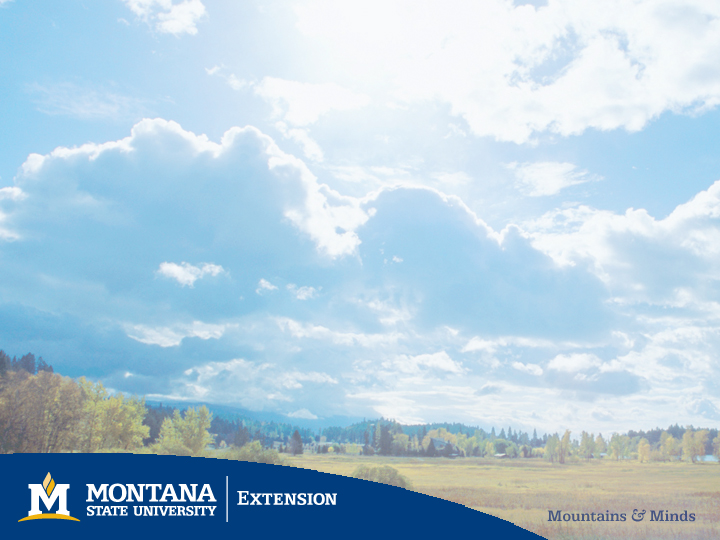 M MONTANA
STATE UNIVERSITY
EXTENSION
Mountains & Minds